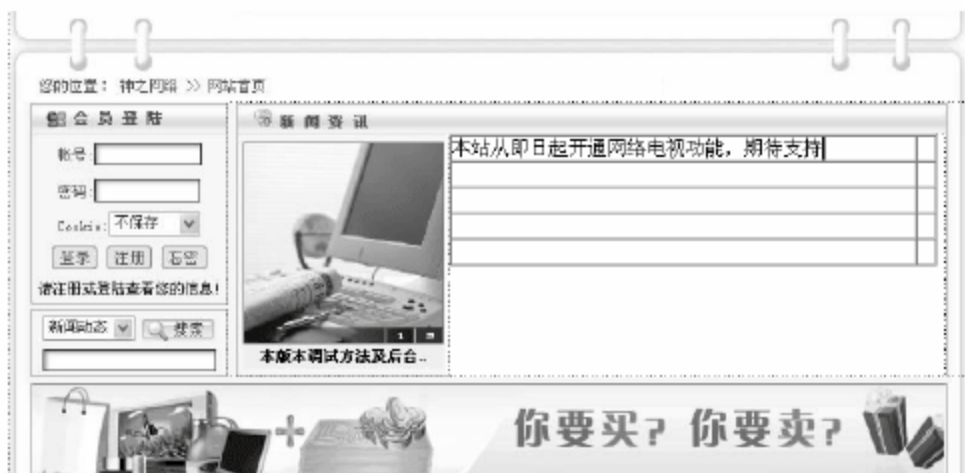 您的位置：神之网络 >> 网站首页
会员登陆
帐号:
密码:
Cookie: 不保存
登录 注册 忘密
请注册或登陆查看您的信息!
新闻动态 搜索
新闻资讯
本站从即日起开通网络电视功能，期待支持
本版本调试方法及后台..
你要买？你要卖？